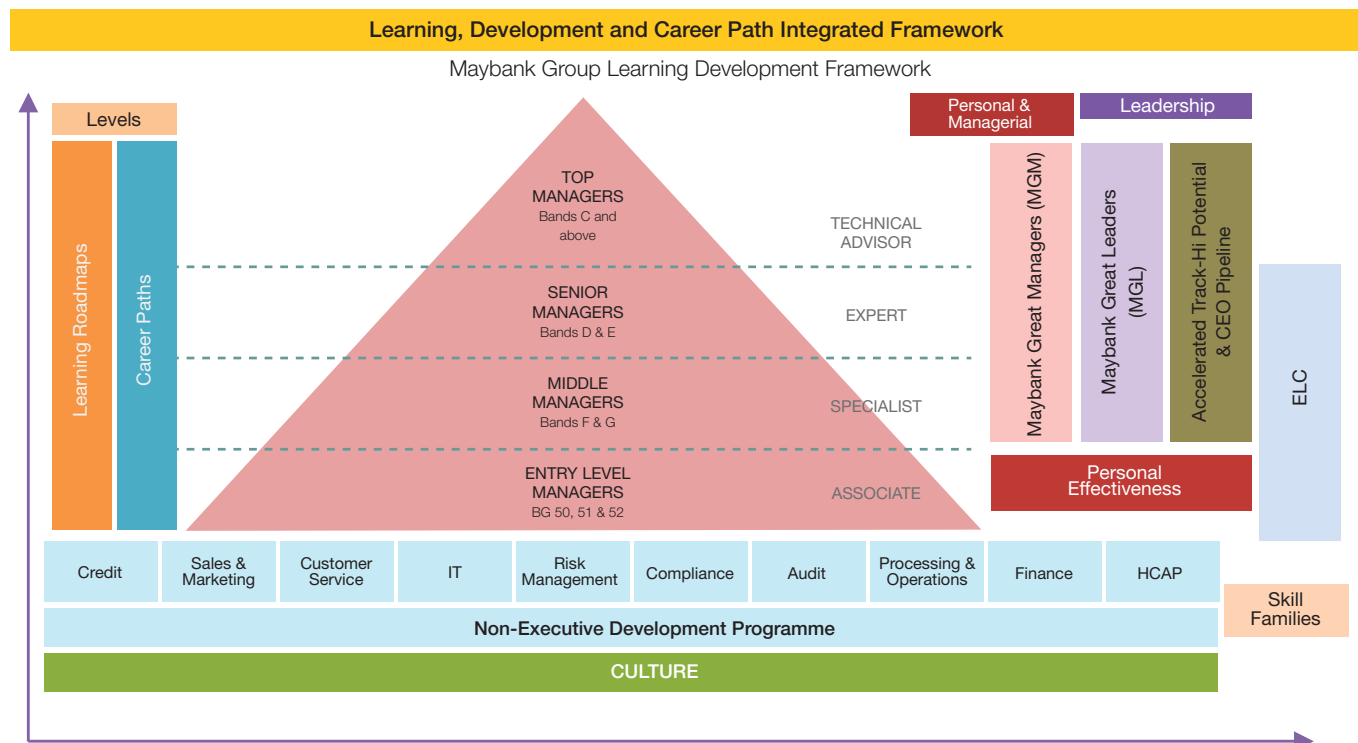 Learning, Development and Career Path Integrated Framework
Maybank Group Learning Development Framework
Levels
Learning Roadmaps
Career Paths
TOP
MANAGERS
Bands C and
above
TECHNICAL
ADVISOR
SENIOR
MANAGERS
Bands D & E
EXPERT
MIDDLE
MANAGERS
Bands F & G
SPECIALIST
ENTRY LEVEL
MANAGERS
BG 50, 51 & 52
ASSOCIATE
Personal &
Managerial
Leadership
Maybank Great Managers (MGM)
Maybank Great Leaders
(MGL)
Accelerated Track-Hi Potential
& CEO Pipeline
Personal
Effectiveness
ELC
Credit
Sales &
Marketing
Customer
Service
IT
Risk
Management
Compliance
Audit
Processing &
Operations
Finance
HCAP
Skill
Families
Non-Executive Development Programme
CULTURE